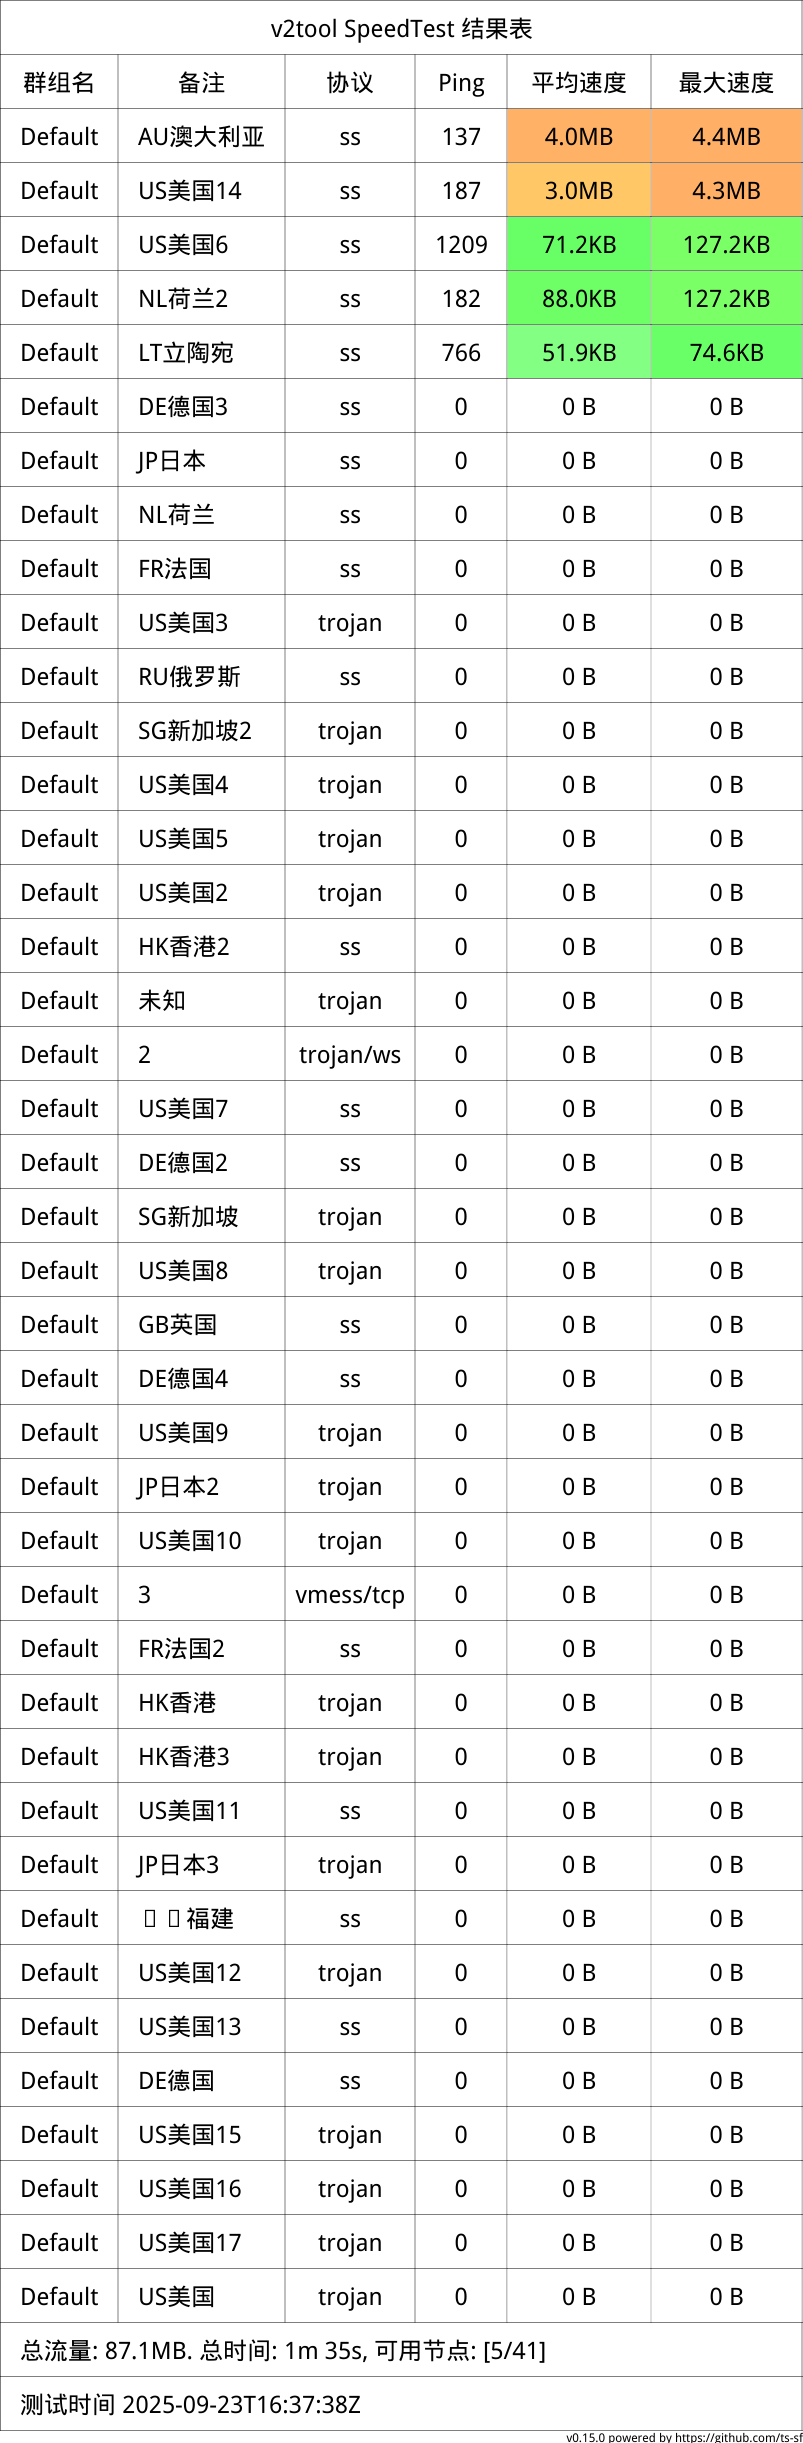 v2tool SpeedTest 结果表
群组名 备注 协议 Ping 平均速度 最大速度
Default AU澳大利亚 ss 137 4.0MB 4.4MB
Default US美国14 ss 187 3.0MB 4.3MB
Default US美国6 ss 1209 71.2KB 127.2KB
Default NL荷兰2 ss 182 88.0KB 127.2KB
Default LT立陶宛 ss 766 51.9KB 74.6KB
Default DE德国3 ss 0 0 B 0 B
Default JP日本 ss 0 0 B 0 B
Default NL荷兰 ss 0 0 B 0 B
Default FR法国 ss 0 0 B 0 B
Default US美国3 trojan 0 0 B 0 B
Default RU俄罗斯 ss 0 0 B 0 B
Default SG新加坡2 trojan 0 0 B 0 B
Default US美国4 trojan 0 0 B 0 B
Default US美国5 trojan 0 0 B 0 B
Default US美国2 trojan 0 0 B 0 B
Default HK香港2 ss 0 0 B 0 B
Default 未知 trojan 0 0 B 0 B
Default 2 trojan/ws 0 0 B 0 B
Default US美国7 ss 0 0 B 0 B
Default DE德国2 ss 0 0 B 0 B
Default SG新加坡 trojan 0 0 B 0 B
Default US美国8 trojan 0 0 B 0 B
Default GB英国 ss 0 0 B 0 B
Default DE德国4 ss 0 0 B 0 B
Default US美国9 trojan 0 0 B 0 B
Default JP日本2 trojan 0 0 B 0 B
Default US美国10 trojan 0 0 B 0 B
Default 3 vmess/tcp 0 0 B 0 B
Default FR法国2 ss 0 0 B 0 B
Default HK香港 trojan 0 0 B 0 B
Default HK香港3 trojan 0 0 B 0 B
Default US美国11 ss 0 0 B 0 B
Default JP日本3 trojan 0 0 B 0 B
Default 福建 ss 0 0 B 0 B
Default US美国12 trojan 0 0 B 0 B
Default US美国13 ss 0 0 B 0 B
Default DE德国 ss 0 0 B 0 B
Default US美国15 trojan 0 0 B 0 B
Default US美国16 trojan 0 0 B 0 B
Default US美国17 trojan 0 0 B 0 B
Default US美国 trojan 0 0 B 0 B
总流量: 87.1MB. 总时间: 1m 35s, 可用节点: [5/41]
测试时间 2025-09-23T16:37:38Z
v0.15.0 powered by https://github.com/ts-sf